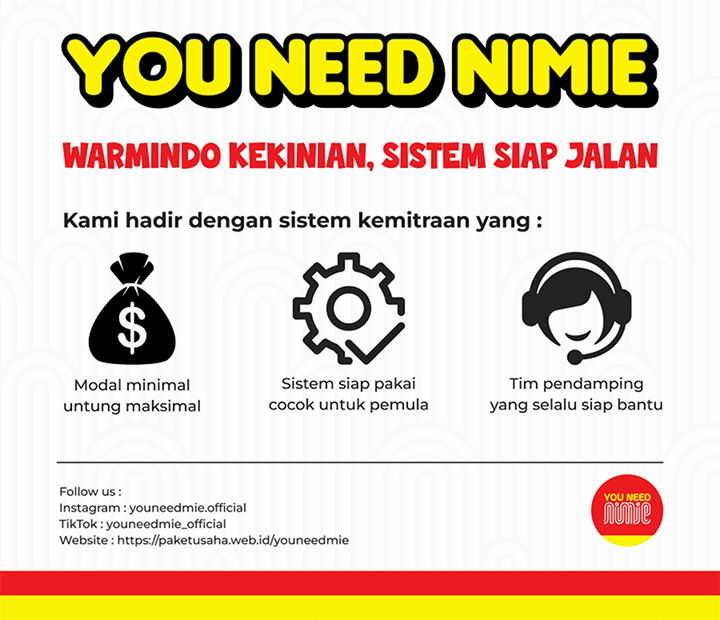 YOU NEED NIMIE
WARMINDO KEKINIAN, SISTEM SIAP JALAN
Kami hadir dengan sistem kemitraan yang :
$
Modal minimal
untung maksimal
Sistem siap pakai
cocok untuk pemula
Tim pendamping
yang selalu siap bantu
Follow us :
Instagram : youneedmie.official
TikTok : youneedmie_official
Website : https://paketusaha.web.id/youneedmie
YOU NEED
NIMIE